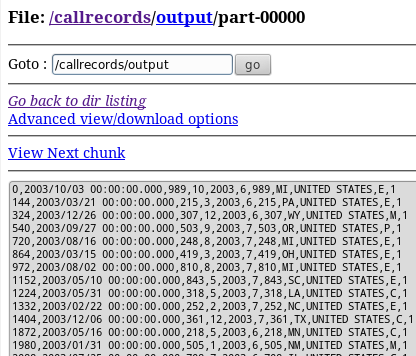 File: /callrecords/output/part-00000
Goto : /callrecords/output go
Go back to dir listing
Advanced view/download options
View Next chunk
0,2003/10/03 00:00:00.000,989,10,2003,6,989,MI,UNITED STATES,E,1
144,2003/03/21 00:00:00.000,215,3,2003,6,215,PA,UNITED STATES,E,1
324,2003/12/26 00:00:00.000,307,12,2003,6,307,WY,UNITED STATES,M,1
540,2003/09/27 00:00:00.000,503,9,2003,7,503,OR,UNITED STATES,P,1
720,2003/08/16 00:00:00.000,248,8,2003,7,248,MI,UNITED STATES,E,1
864,2003/03/15 00:00:00.000,419,3,2003,7,419,OH,UNITED STATES,E,1
972,2003/08/02 00:00:00.000,810,8,2003,7,810,MI,UNITED STATES,E,1
1152,2003/05/10 00:00:00.000,843,5,2003,7,843,SC,UNITED STATES,E,1
1224,2003/05/31 00:00:00.000,318,5,2003,7,318,LA,UNITED STATES,C,1
1332,2003/02/22 00:00:00.000,252,2,2003,7,252,NC,UNITED STATES,E,1
1404,2003/12/06 00:00:00.000,361,12,2003,7,361,TX,UNITED STATES,C,1
1872,2003/05/16 00:00:00.000,218,5,2003,6,218,MN,UNITED STATES,C,1
1980,2003/01/31 00:00:00.000,505,1,2003,6,505,NM,UNITED STATES,M,1